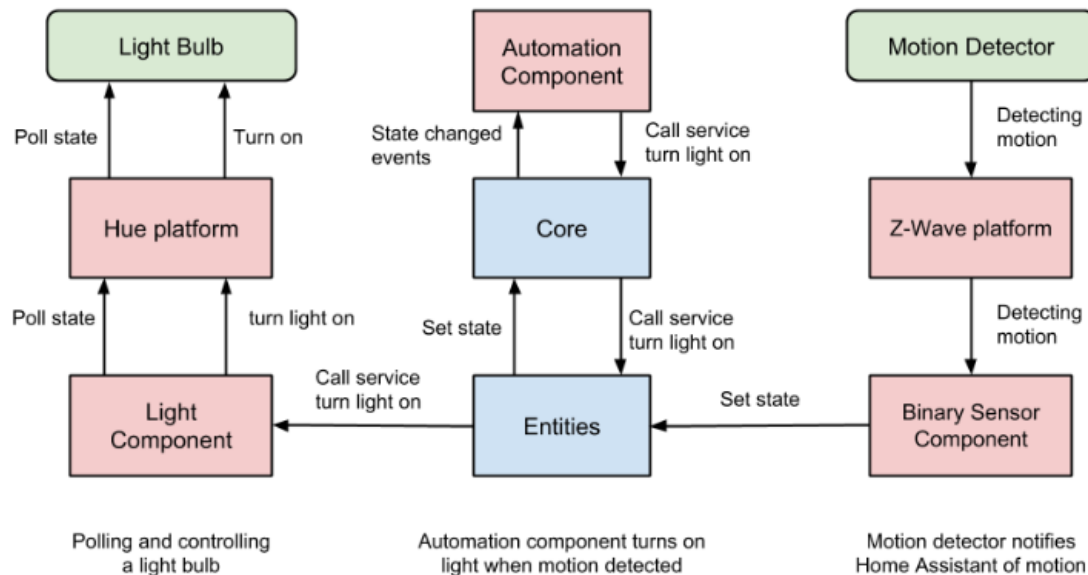 Light Bulb
Automation
Component
Motion Detector
Poll state
Turn on
State changed
events
Call service
turn light on
Detecting
motion
Hue platform
Core
Z-Wave platform
Poll state
turn light on
Set state
Call service
turn light on
Detecting
motion
Light
Component
Call service
turn light on
Entities
Set state
Binary Sensor
Component
Polling and controlling
a light bulb
Automation component turns on
light when motion detected
Motion detector notifies
Home Assistant of motion